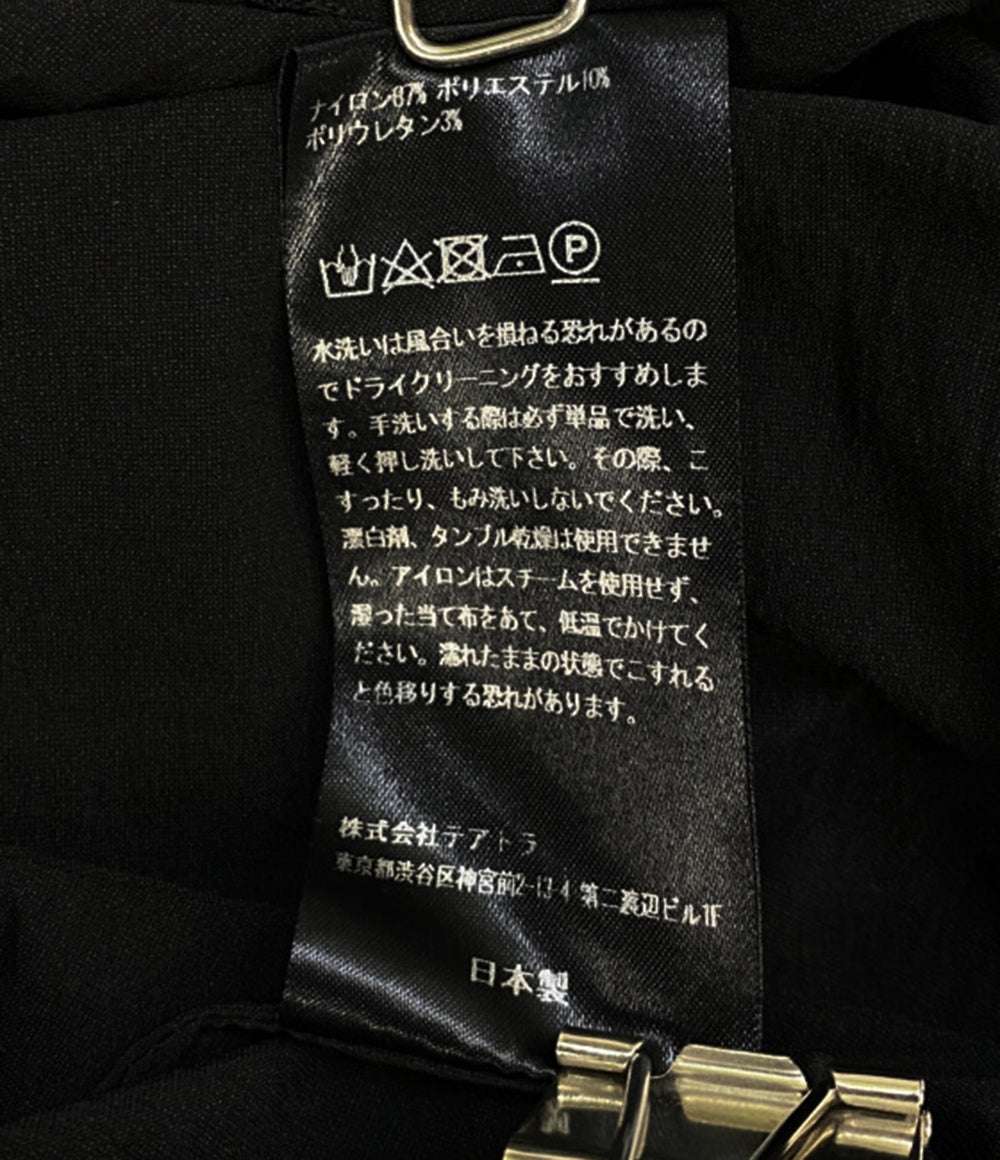 ナイロン87% ポリエステル10%
ポリウレタン3%
P
水洗いは風合いを損ねる恐れがあるの
でドライクリーニングをおすすめしま
す。手洗いする際は必ず単品で洗い、
軽く押し洗いして下さい。その際、こ
すったり、もみ洗いしないでください。
漂白剤、タンブル乾燥は使用できませ
ん。アイロンはスチームを使用せず、
湿った当て布をあて、低温でかけてく
ださい。濡れたままの状態でこすれる
と色移りする恐れがあります。
株式会社テアトラ
東京都渋谷区神宮前2-13-4 第二渡辺ビル1F
日本製